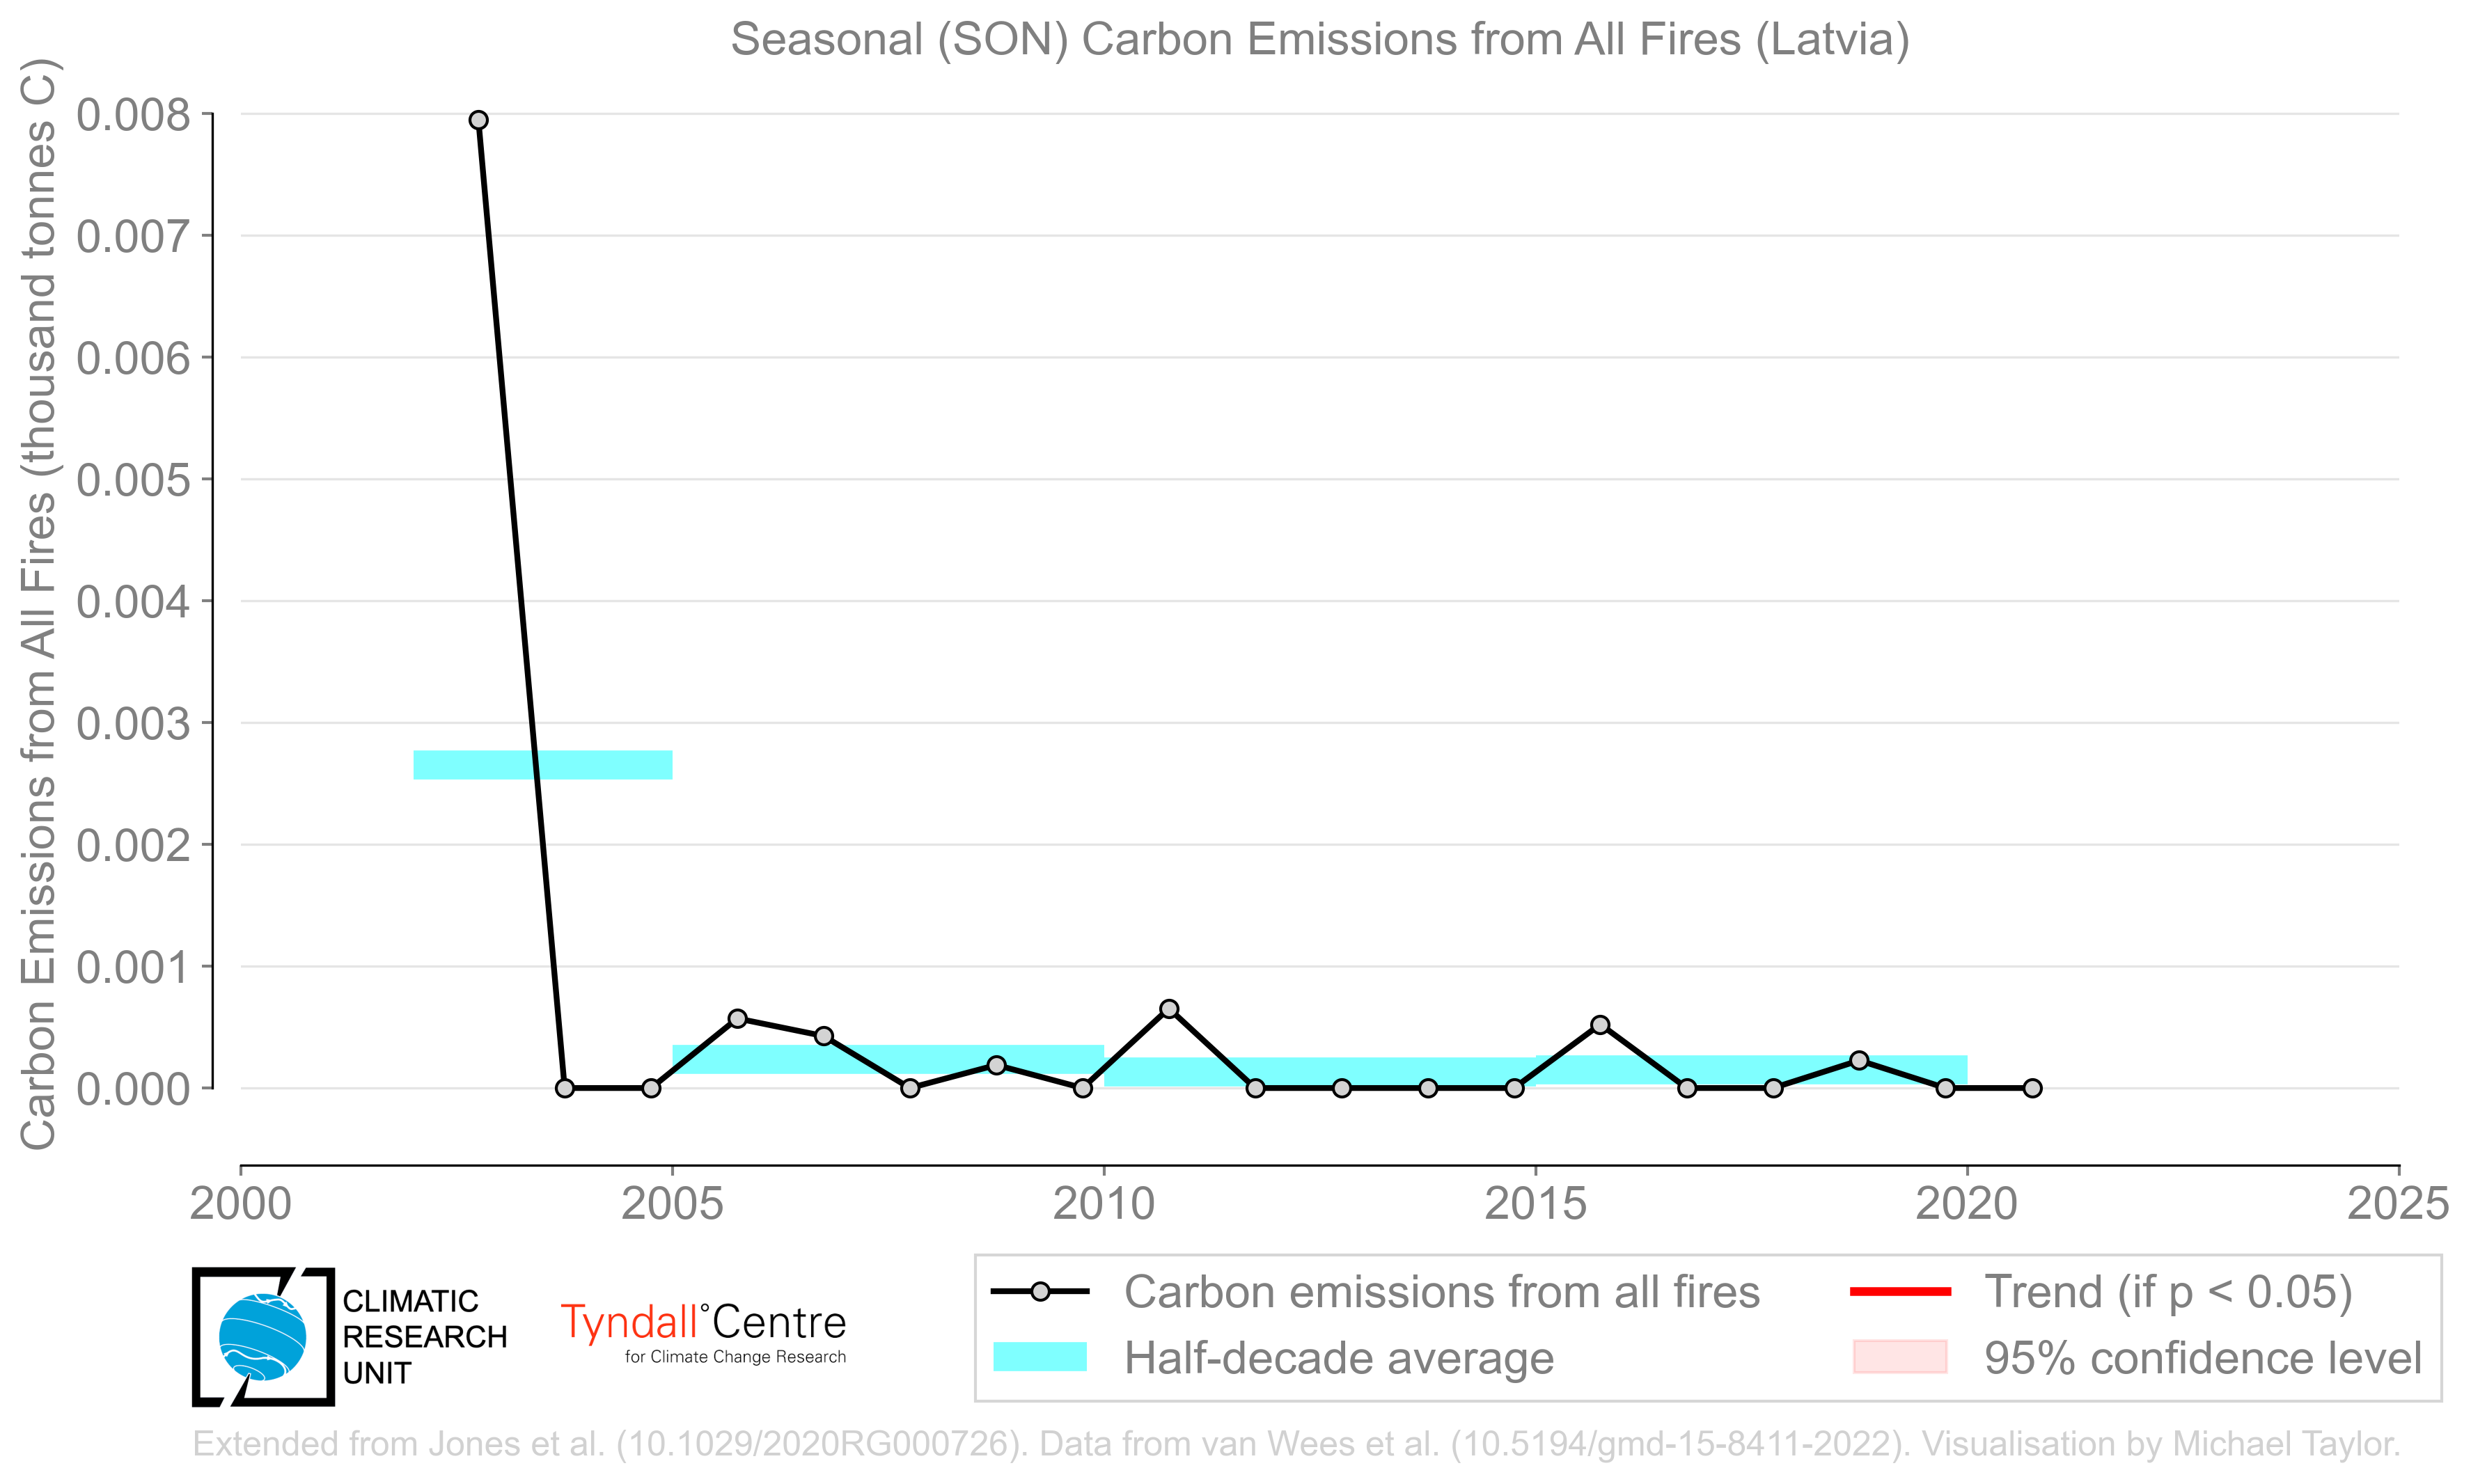 Seasonal (SON) Carbon Emissions from All Fires (Latvia)
Carbon Emissions from All Fires (thousand tonnes C)
0.008
0.007
0.006
0.005
0.004
0.003
0.002
0.001
0.000
2000 2005 2010 2015 2020 2025
CLIMATIC
RESEARCH
UNIT
Tyndall°Centre
for Climate Change Research
Carbon emissions from all fires
Half-decade average
Trend (if p < 0.05)
95% confidence level
Extended from Jones et al. (10.1029/2020RG000726). Data from van Wees et al. (10.5194/gmd-15-8411-2022). Visualisation by Michael Taylor.